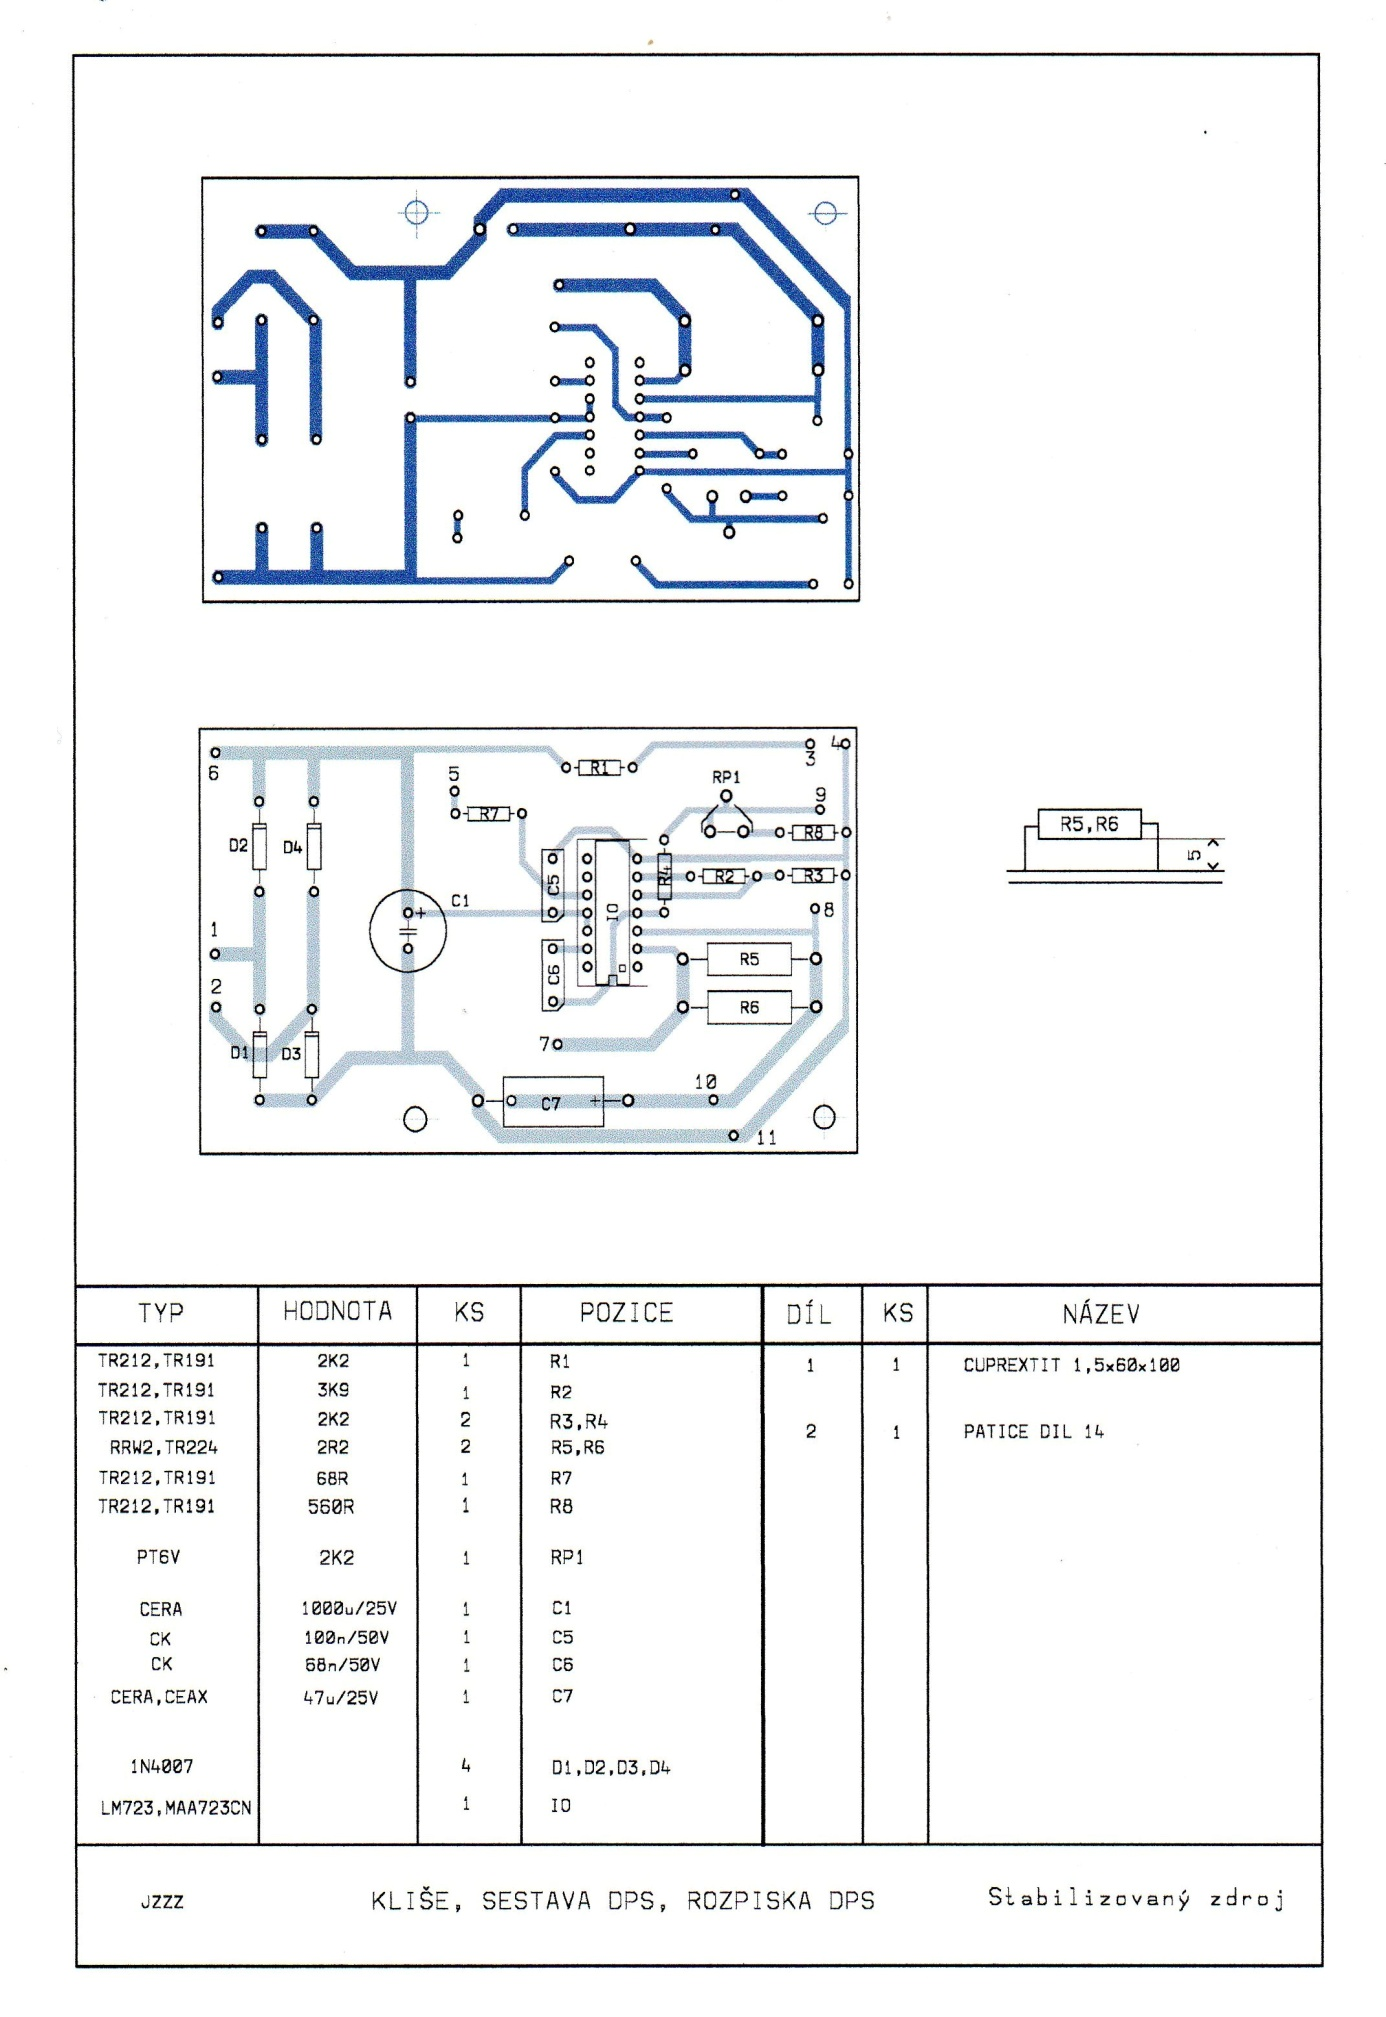 3
4
6
R1
5
RP1
9
R7
R8
D2
D4
R4
R2
R3
C5
C1
+
IO
8
1
R5
C6
2
R6
D1
D3
7
10
C7
+
11
R5,R6
5
TYP HODNOTA KS POZICE DÍL KS NÁZEV
TR212,TR191 2K2 1 R1 1 1 CUPREXTIT 1,5x60x100
TR212,TR191 3K9 1 R2
TR212,TR191 2K2 2 R3,R4 2 1 PATICE DIL 14
RRW2,TR224 2R2 2 R5,R6
TR212,TR191 68R 1 R7
TR212,TR191 560R 1 R8
PT6V 2K2 1 RP1
CERA 1000u/25V 1 C1
CK 100n/50V 1 C5
CK 68n/50V 1 C6
CERA,CEAX 47u/25V 1 C7
1N4007 4 D1,D2,D3,D4
LM723,MAA723CN 1 IO
JZZZ KLIŠE, SESTAVA DPS, ROZPISKA DPS Stabilizovaný zdroj